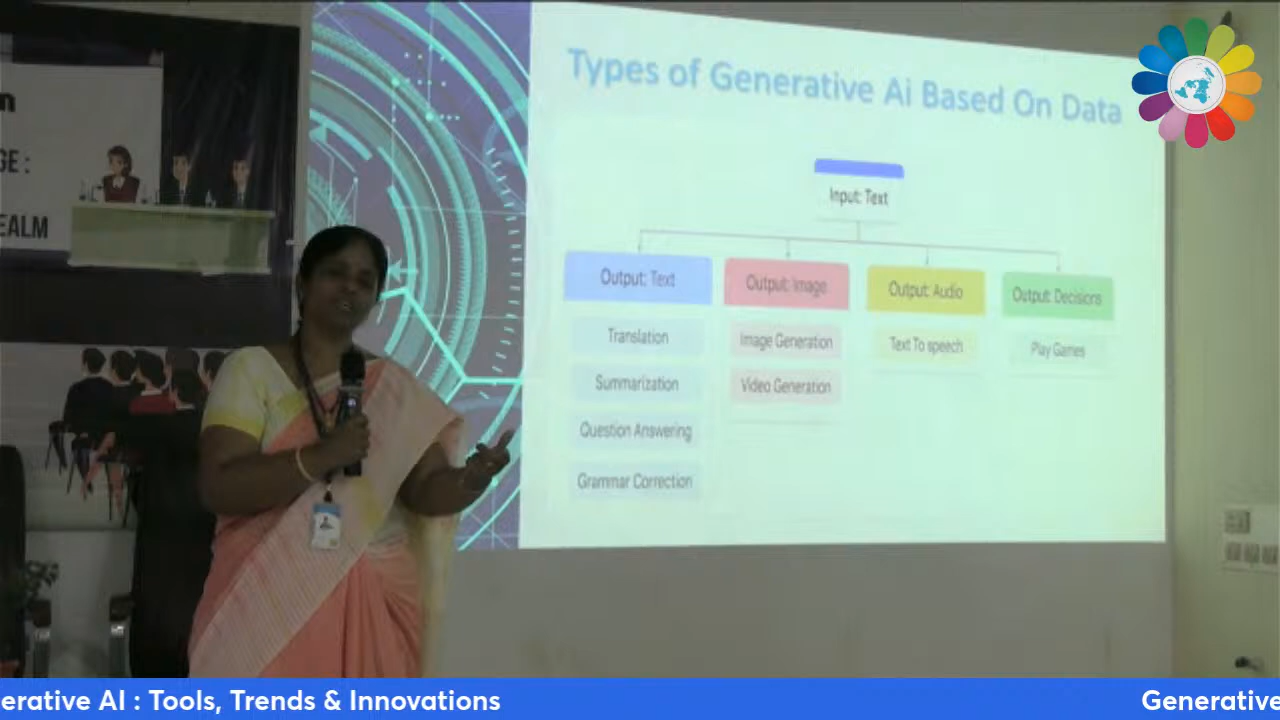 GE :
EALM
Types of Generative Ai Based On Data
Input: Text
Output: Text
Translation
Summarization
Question Answering
Grammar Correction
Output: Image
Image Generation
Video Generation
Output: Audio
Text To speech
Output: Decisions
Play Games
erative AI : Tools, Trends & Innovations
Generative